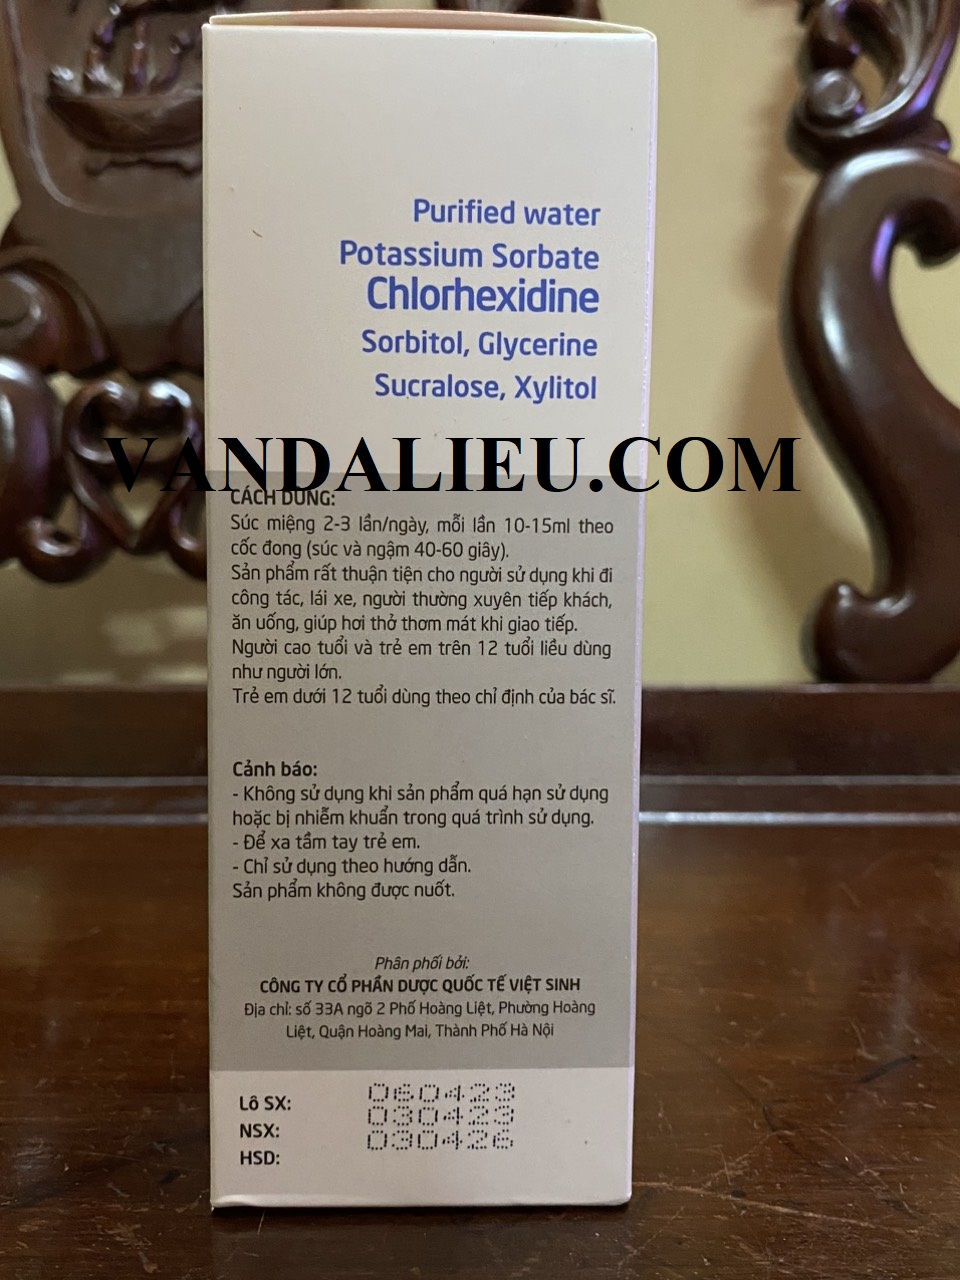 Purified water
Potassium Sorbate
Chlorhexidine
Sorbitol, Glycerine
Sucralose, Xylitol
VANDALIEU.COM
CÁCH DÙNG:
Súc miệng 2-3 lần/ngày, mỗi lần 10-15ml theo
cốc đong (súc và ngậm 40-60 giây).
Sản phẩm rất thuận tiện cho người sử dụng khi đi
công tác, lái xe, người thường xuyên tiếp khách,
ăn uống, giúp hơi thở thơm mát khi giao tiếp.
Người cao tuổi và trẻ em trên 12 tuổi liều dùng
như người lớn.
Trẻ em dưới 12 tuổi dùng theo chỉ định của bác sĩ.
Cảnh báo:
- Không sử dụng khi sản phẩm quá hạn sử dụng
hoặc bị nhiễm khuẩn trong quá trình sử dụng.
- Để xa tầm tay trẻ em.
- Chỉ sử dụng theo hướng dẫn.
Sản phẩm không được nuốt.
Phân phối bởi:
CÔNG TY CỔ PHẦN DƯỢC QUỐC TẾ VIỆT SINH
Địa chỉ: số 33A ngõ 2 Phố Hoàng Liệt, Phường Hoàng
Liệt, Quận Hoàng Mai, Thành Phố Hà Nội
Lô SX: 060423
NSX: 030423
HSD: 030426